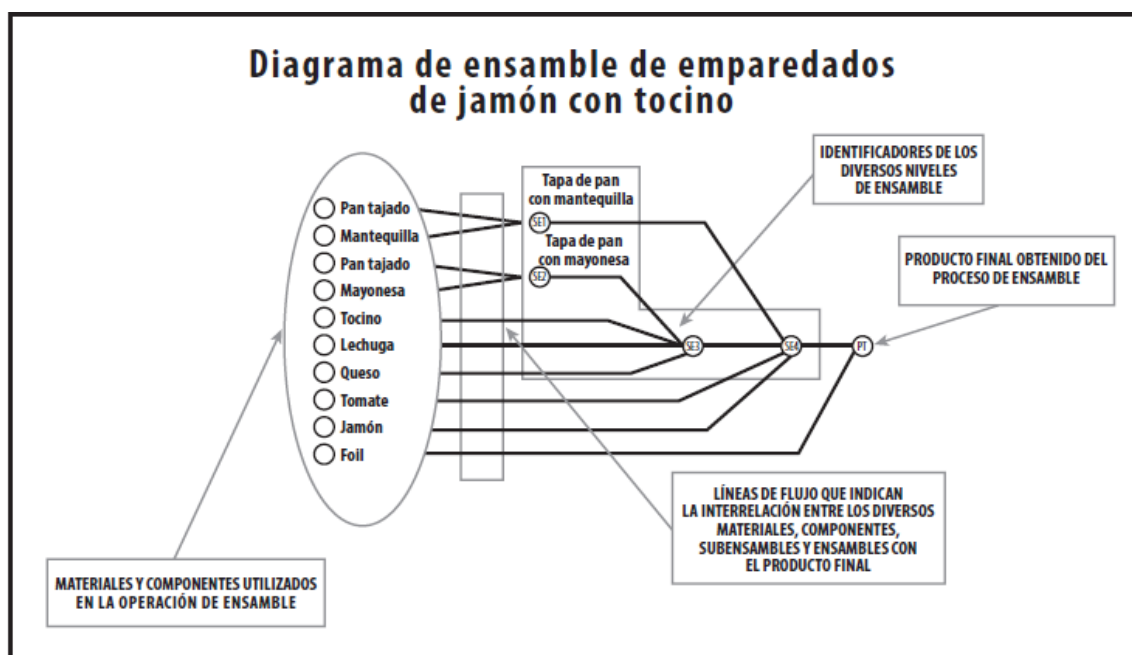 Diagrama de ensamble de emparedados
de jamón con tocino
IDENTIFICADORES DE LOS
DIVERSOS NIVELES
DE ENSAMBLE
Tapa de pan
con mantequilla
Pan tajado
SE1
Mantequilla
Tapa de pan
con mayonesa
Pan tajado
SE2
Mayonesa
PRODUCTO FINAL OBTENIDO DEL
PROCESO DE ENSAMBLE
Tocino
Lechuga
SE3
SE4
PT
Queso
Tomate
Jamón
Foil
LÍNEAS DE FLUJO QUE INDICAN
LA INTERRELACIÓN ENTRE LOS DIVERSOS
MATERIALES, COMPONENTES,
SUBENSAMBLES Y ENSAMBLES CON
EL PRODUCTO FINAL
MATERIALES Y COMPONENTES UTILIZADOS
EN LA OPERACIÓN DE ENSAMBLE